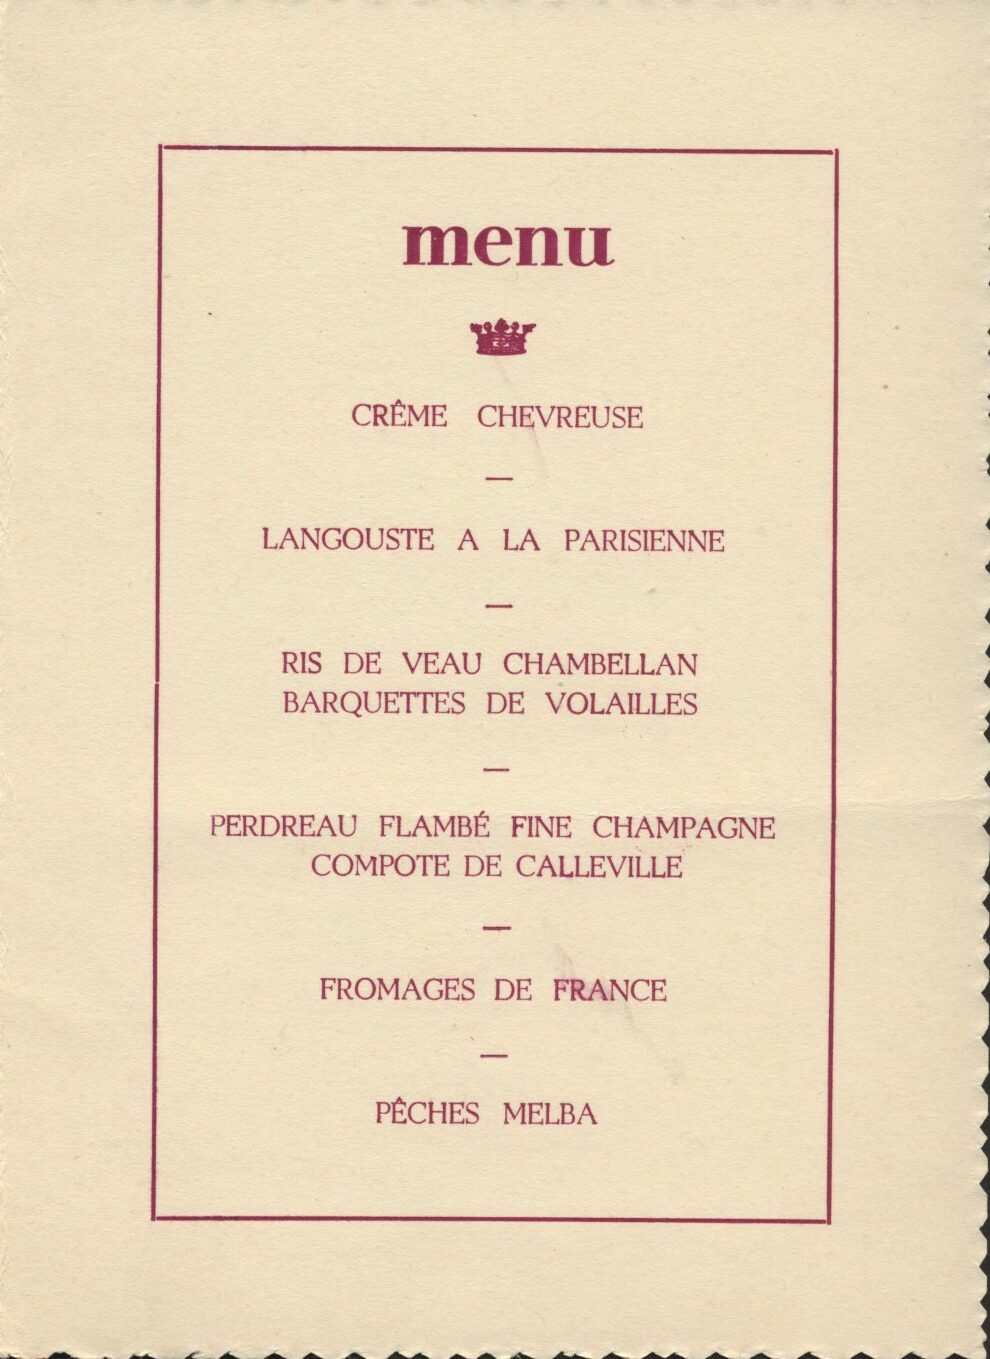 menu
CRÊME CHEVREUSE
LANGOUSTE A LA PARISIENNE
RIS DE VEAU CHAMBELLAN
BARQUETTES DE VOLAILLES
PERDREAU FLAMBÉ FINE CHAMPAGNE
COMPOTE DE CALLEVILLE
FROMAGES DE FRANCE
PÊCHES MELBA